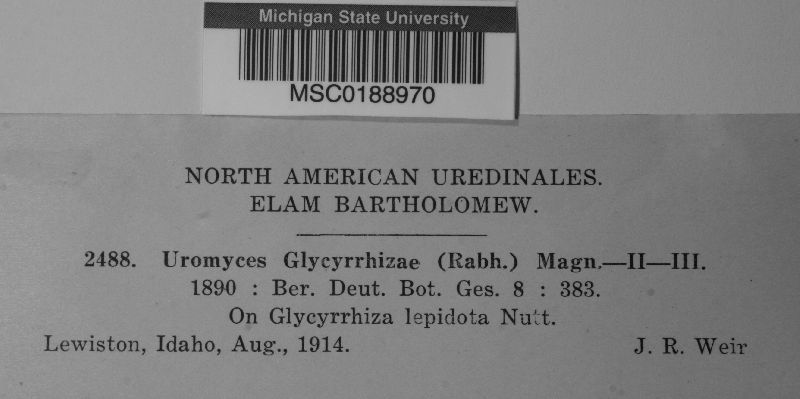 Michigan State University
MSC0188970
NORTH AMERICAN UREDINALES.
ELAM BARTHOLOMEW.
2488. Uromyces Glycyrrhizae (Rabh.) Magn.—II—III.
1890 : Ber. Deut. Bot. Ges. 8 : 383.
On Glycyrrhiza lepidota Nutt.
Lewiston, Idaho, Aug., 1914. J. R. Weir